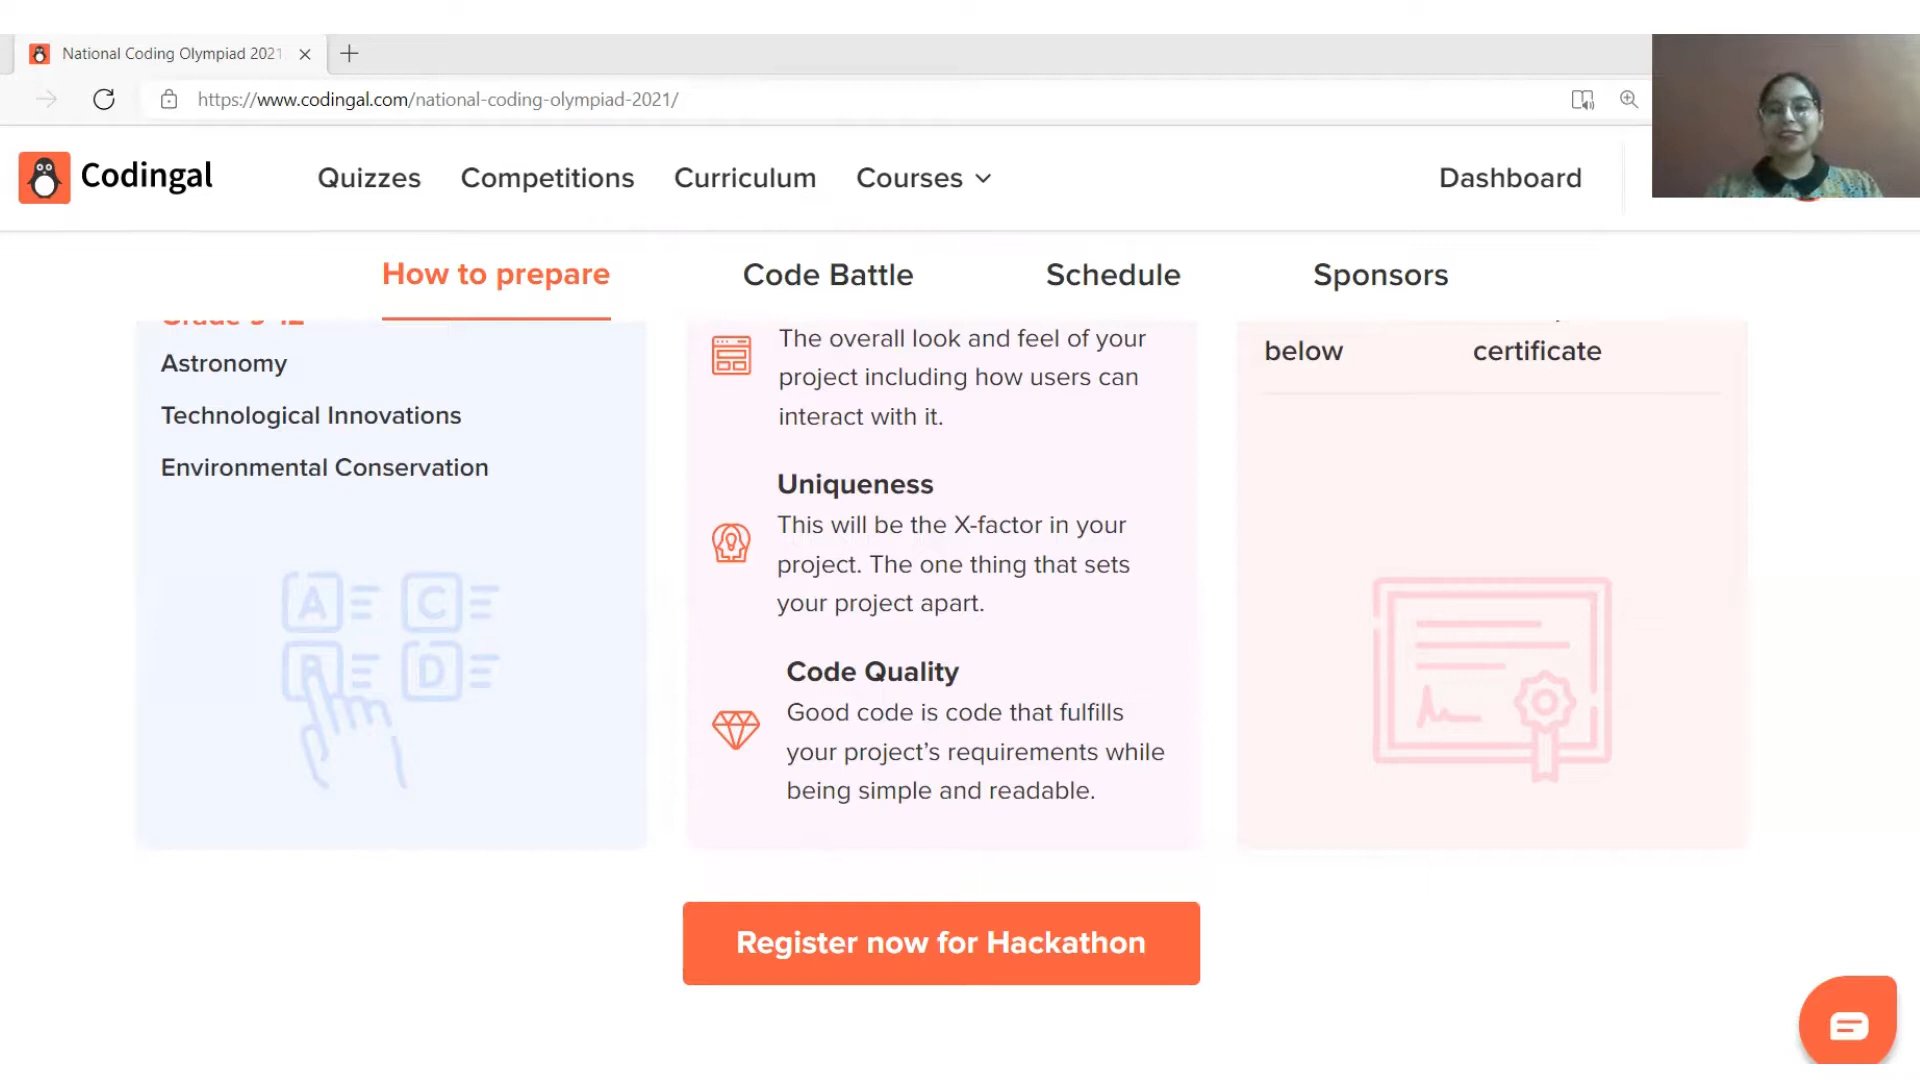 National Coding Olympiad 2021
https://www.codingal.com/national-coding-olympiad-2021/
Codingal
Quizzes
Competitions
Curriculum
Courses
Dashboard
How to prepare
Code Battle
Schedule
Sponsors
Astronomy
Technological Innovations
Environmental Conservation
A
C
B
D
The overall look and feel of your
project including how users can
interact with it.
Uniqueness
This will be the X-factor in your
project. The one thing that sets
your project apart.
Code Quality
Good code is code that fulfills
your project’s requirements while
being simple and readable.
below
certificate
Register now for Hackathon